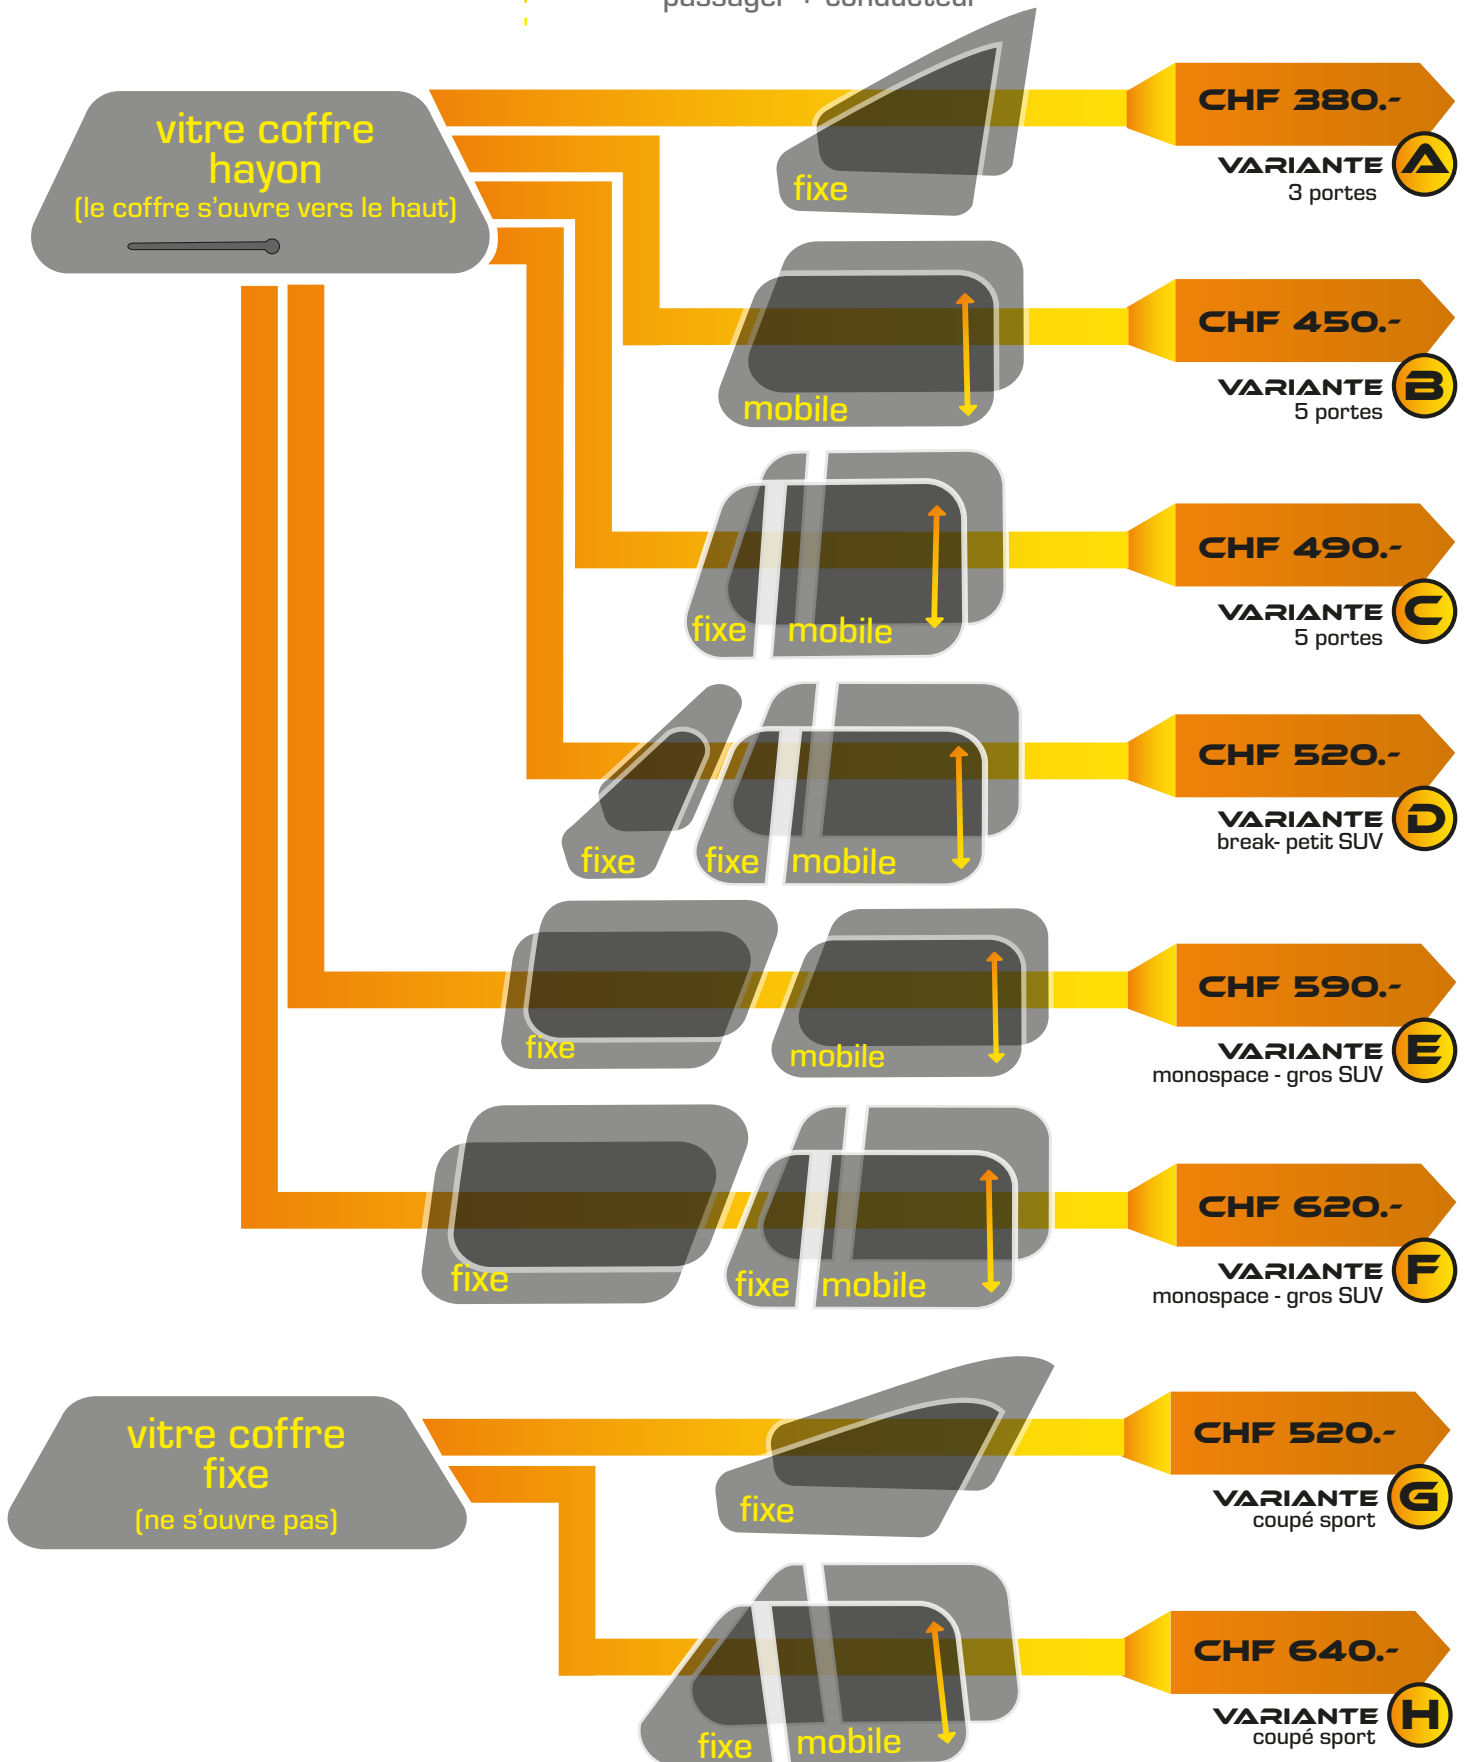 passager + conducteur
vitre coffre
hayon
(le coffre s'ouvre vers le haut)
fixe
CHF 380.-
VARIANTE A
3 portes
mobile
CHF 450.-
VARIANTE B
5 portes
fixe mobile
CHF 490.-
VARIANTE C
5 portes
fixe fixe mobile
CHF 520.-
VARIANTE D
break- petit SUV
fixe mobile
CHF 590.-
VARIANTE E
monospace - gros SUV
fixe fixe mobile
CHF 620.-
VARIANTE F
monospace - gros SUV
vitre coffre
fixe
(ne s'ouvre pas)
fixe
CHF 520.-
VARIANTE G
coupé sport
fixe mobile
CHF 640.-
VARIANTE H
coupé sport